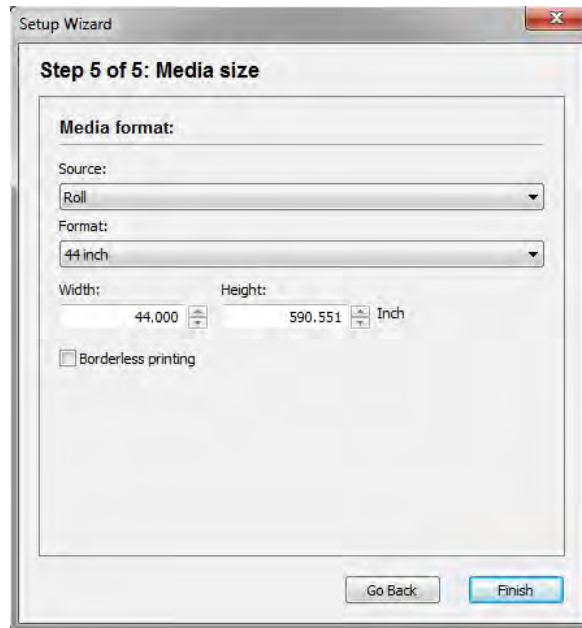 Setup Wizard
Step 5 of 5: Media size
Media format:
Source:
Roll
Format:
44 inch
Width: Height:
44.000 590.551 Inch
Borderless printing
Go Back Finish